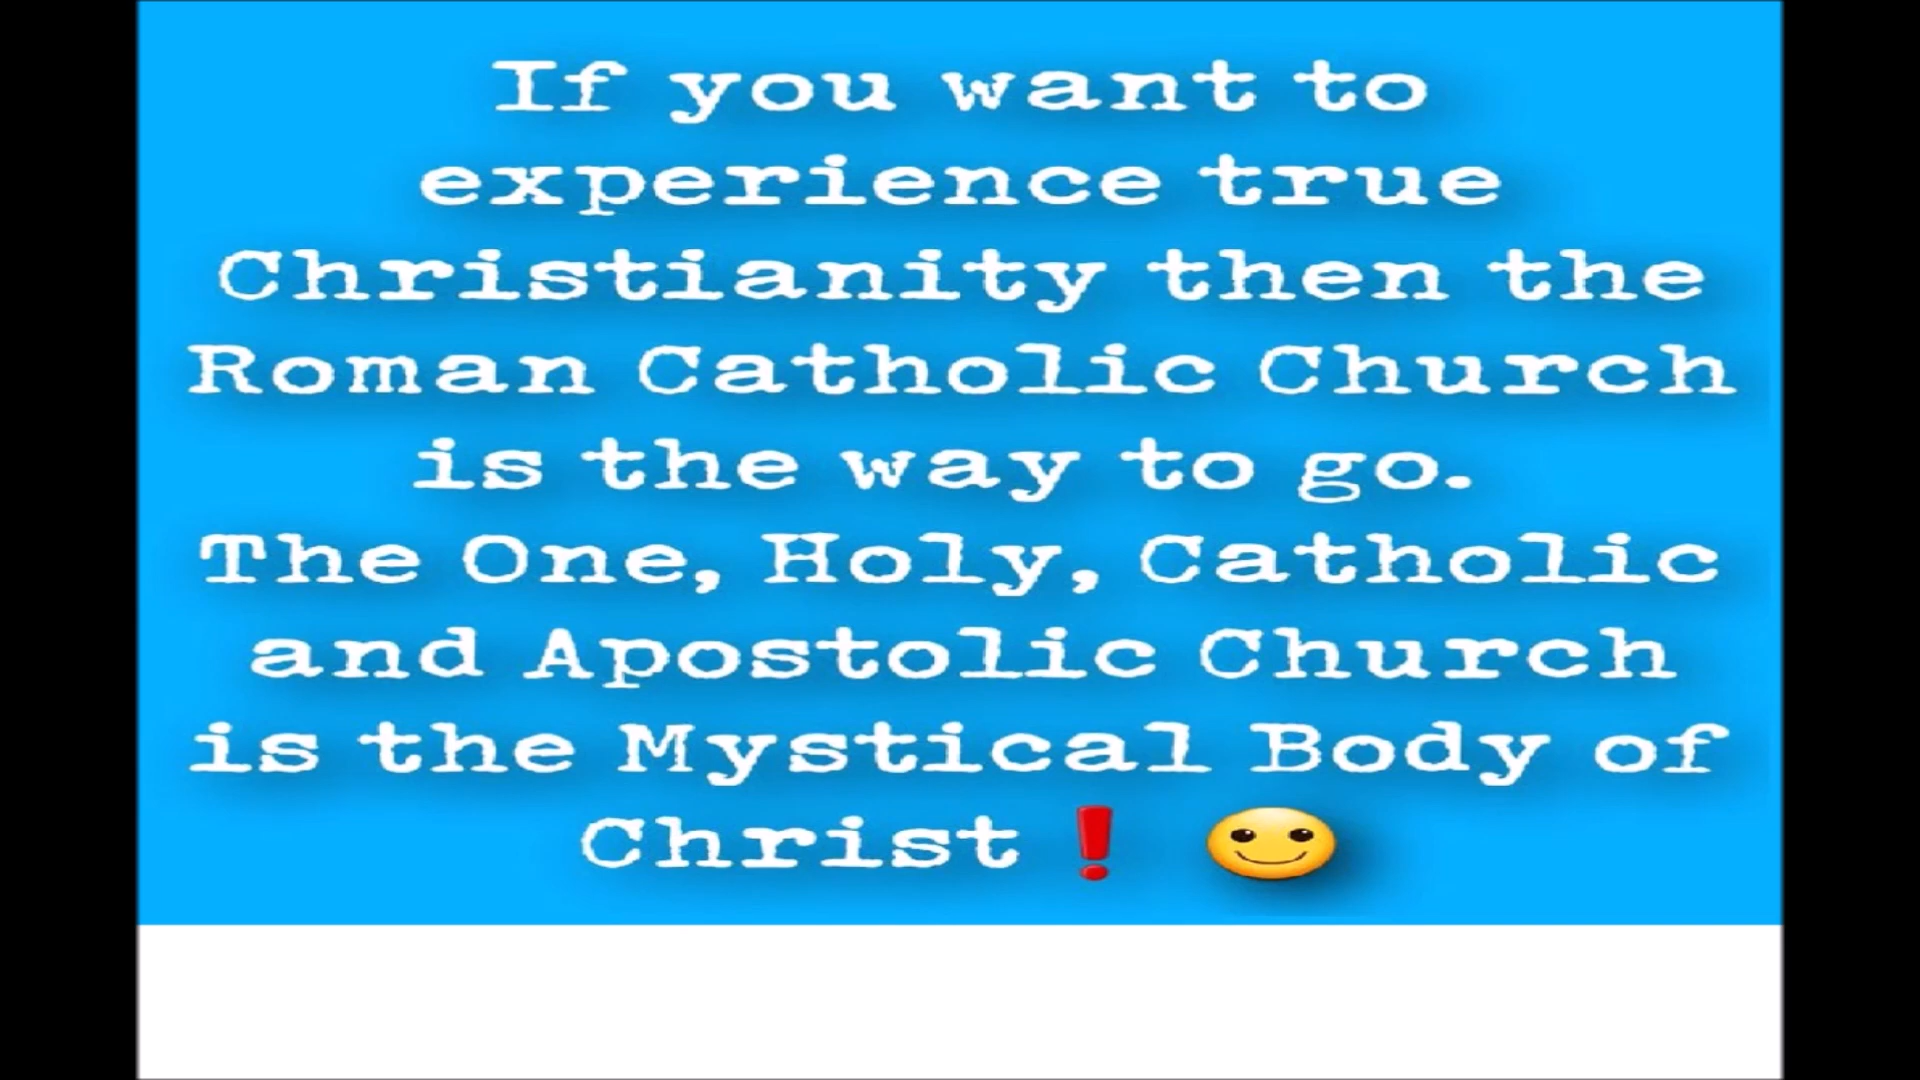 If you want to
experience true
Christianity then the
Roman Catholic Church
is the way to go.
The One, Holy, Catholic
and Apostolic Church
is the Mystical Body of
Christ❗ 🙂